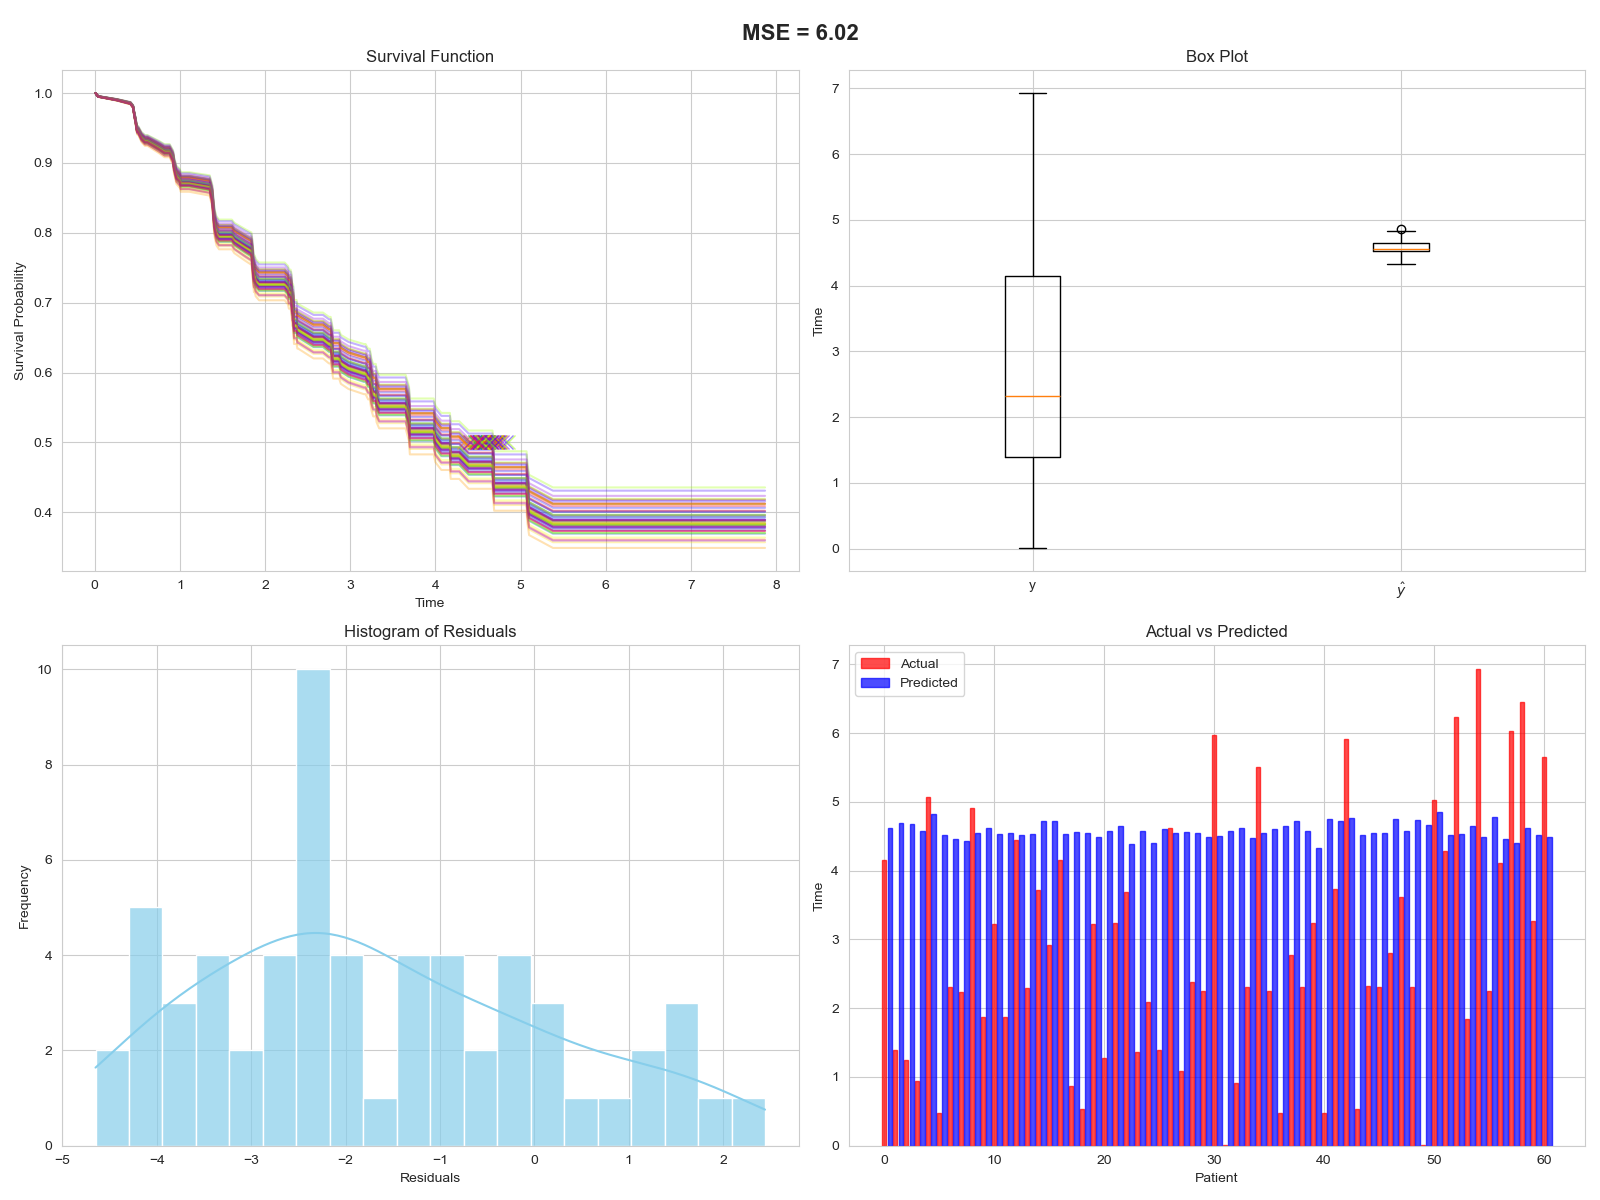 MSE = 6.02
Survival Function
1.0
0.9
0.8
0.7
0.6
0.5
0.4
Survival Probability
0 1 2 3 4 5 6 7 8
Time
Box Plot
7
6
5
4
3
2
1
0
Time
y ŷ
Histogram of Residuals
10
8
6
4
2
0
Frequency
−5 −4 −3 −2 −1 0 1 2
Residuals
Actual vs Predicted
Actual
Predicted
7
6
5
4
3
2
1
0
Time
0 10 20 30 40 50 60
Patient